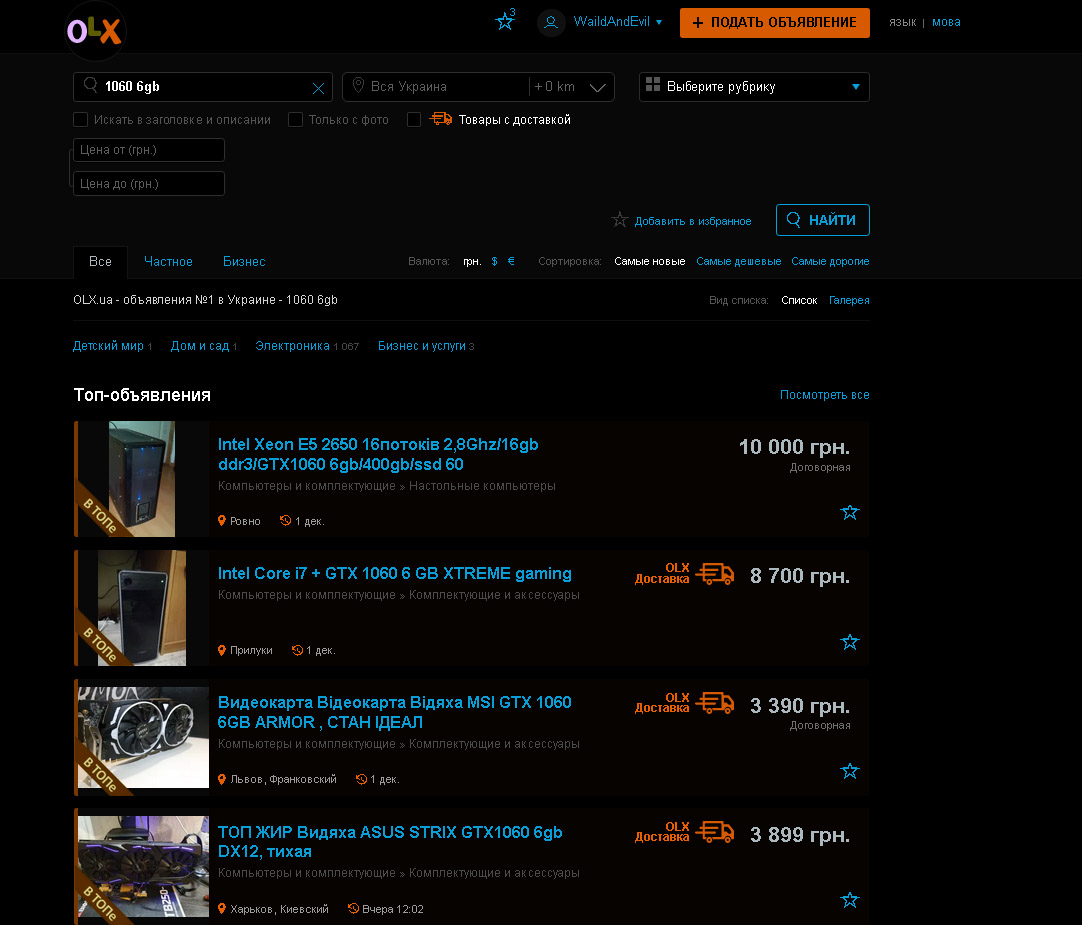 OLX
3
WaildAndEvil
+ ПОДАТЬ ОБЪЯВЛЕНИЕ
язык | мова
1060 6gb
Вся Украина
+ 0 km
Выберите рубрику
Искать в заголовке и описании
Только с фото
Товары с доставкой
Цена от (грн.)
Цена до (грн.)
Добавить в избранное
НАЙТИ
Все
Частное
Бизнес
Валюта: грн. $ €
Сортировка: Самые новые Самые дешевые Самые дорогие
OLX.ua - объявления №1 в Украине - 1060 6gb
Вид списка: Список Галерея
Детский мир 1
Дом и сад 1
Электроника 1 067
Бизнес и услуги 3
Топ-объявления
Посмотреть все
В ТОПе
Intel Xeon E5 2650 16потоків 2,8Ghz/16gb
ddr3/GTX1060 6gb/400gb/ssd 60
Компьютеры и комплектующие » Настольные компьютеры
Ровно
1 дек.
10 000 грн.
Договорная
В ТОПе
Intel Core i7 + GTX 1060 6 GB XTREME gaming
Компьютеры и комплектующие » Комплектующие и аксессуары
Прилуки
1 дек.
OLX
Доставка
8 700 грн.
В ТОПе
Видеокарта Відеокарта Відяха MSI GTX 1060
6GB ARMOR , СТАН ІДЕАЛ
Компьютеры и комплектующие » Комплектующие и аксессуары
Львов, Франковский
1 дек.
OLX
Доставка
3 390 грн.
Договорная
В ТОПе
ТОП ЖИР Видяха ASUS STRIX GTX1060 6gb
DX12, тихая
Компьютеры и комплектующие » Комплектующие и аксессуары
Харьков, Киевский
Вчера 12:02
OLX
Доставка
3 899 грн.